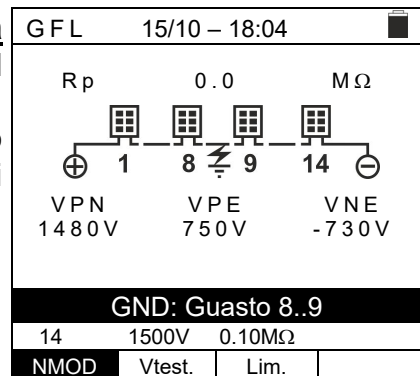 GFL 15/10 – 18:04
Rp 0.0 MΩ
1 8 9 14
VPN VPE VNE
1480V 750V -730V
GND: Guasto 8..9
14 1500V 0.10MΩ
NMOD Vtest. Lim.